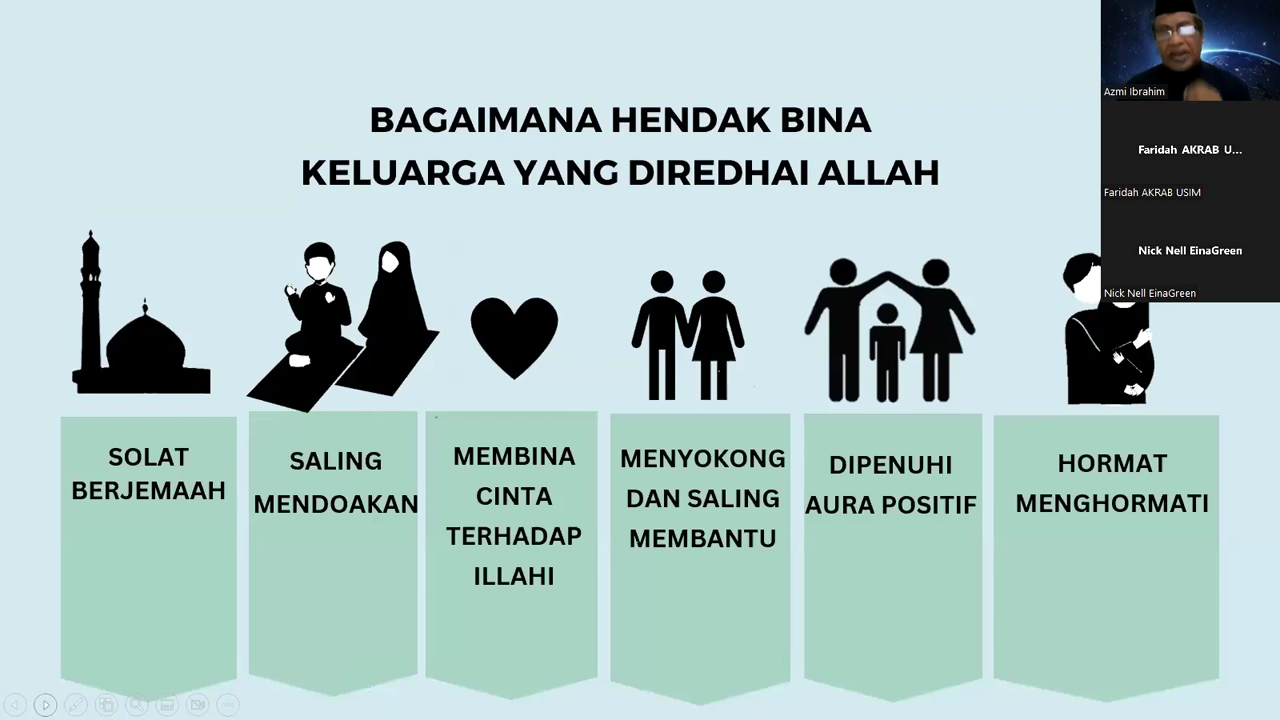 BAGAIMANA HENDAK BINA
KELUARGA YANG DIREDHAI ALLAH
SOLAT
BERJEMAAH
SALING
MENDOAKAN
MEMBINA
CINTA
TERHADAP
ILLAHI
MENYOKONG
DAN SALING
MEMBANTU
DIPENUHI
AURA POSITIF
HORMAT
MENGHORMATI
Azmi Ibrahim
Faridah AKRAB U...
Faridah AKRAB USIM
Nick Nell EinaGreen
Nick Nell EinaGreen